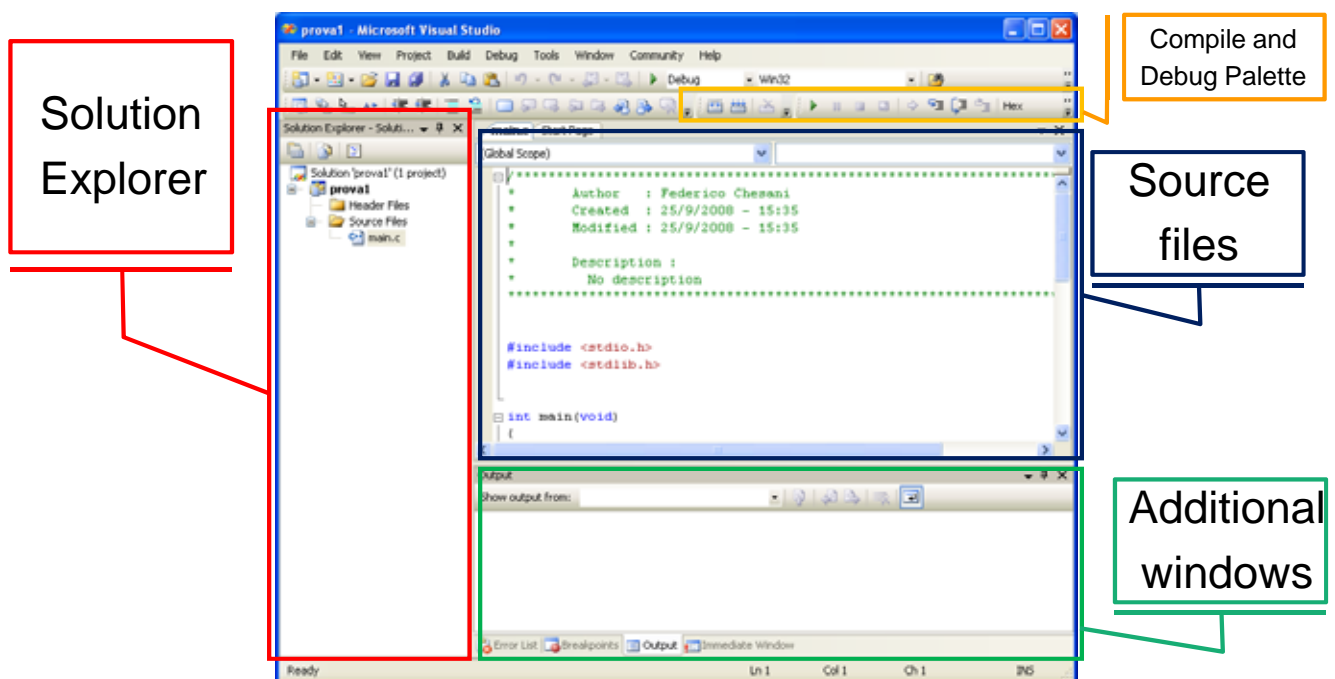 prova1 - Microsoft Visual Studio
File Edit View Project Build Debug Tools Window Community Help
Debug Win32
Hex
Compile and
Debug Palette
Solution
Explorer
Solution Explorer - Soluti...
Solution 'prova1' (1 project)
prova1
Header Files
Source Files
main.c
main.c Start Page
(Global Scope)
/******************************************************
* Author : Federico Chesani
* Created : 25/9/2008 - 15:35
* Modified : 25/9/2008 - 15:35
*
* Description :
* No description
*******************************************************
#include <stdio.h>
#include <stdlib.h>
int main(void)
{
Source
files
Output
Show output from:
Error List Breakpoints Output Immediate Window
Additional
windows
Ready Ln 1 Col 1 Ch 1 INS